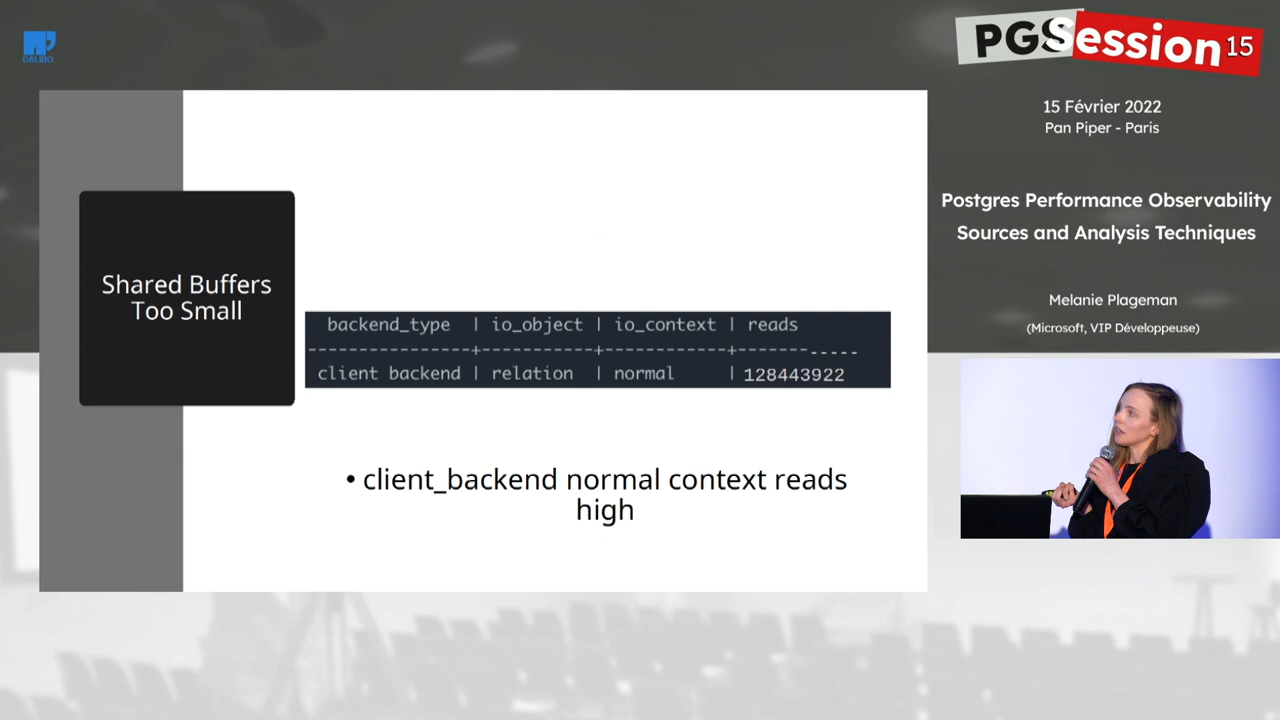 DALIBO
PGSession 15
15 Février 2022
Pan Piper - Paris
Postgres Performance Observability
Sources and Analysis Techniques
Melanie Plageman
(Microsoft, VIP Développeuse)
Shared Buffers
Too Small
backend_type | io_object | io_context | reads
---------------+-----------+------------+------------
client backend | relation | normal | 128443922
• client_backend normal context reads
high